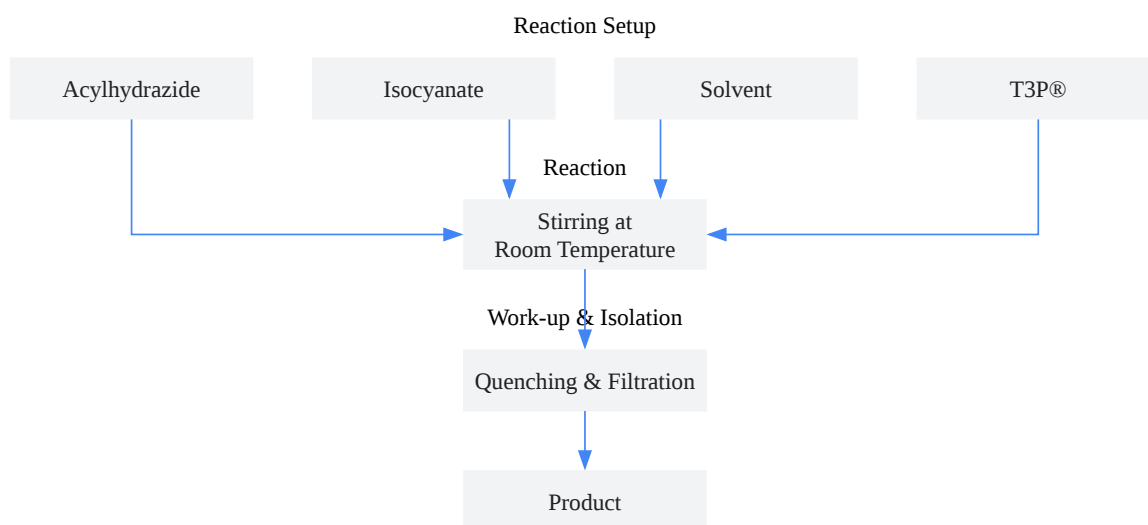 Reaction Setup
Acylhydrazide
Isocyanate
Solvent
T3P®
Reaction
Stirring at
Room Temperature
Work-up & Isolation
Quenching & Filtration
Product